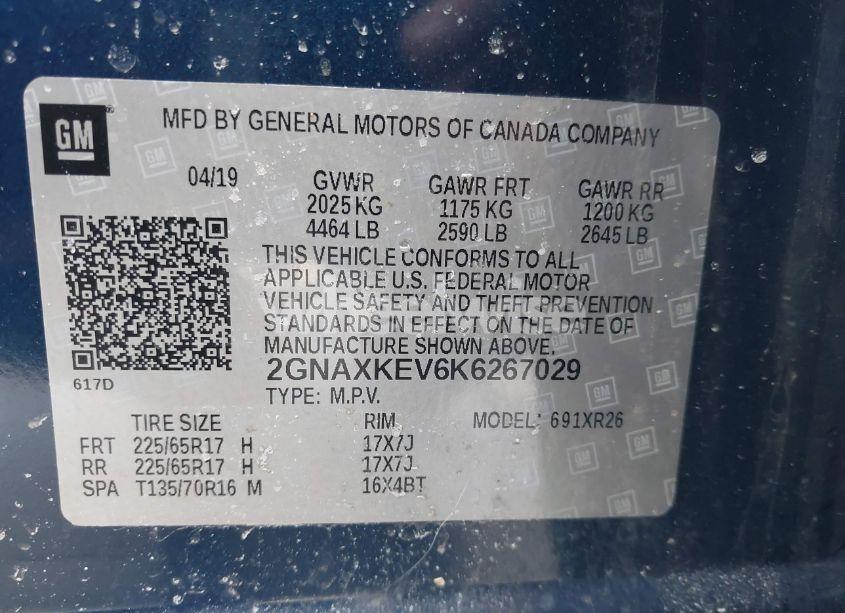 GM
MFD BY GENERAL MOTORS OF CANADA COMPANY
04/19 GVWR GAWR FRT GAWR RR
2025 KG 1175 KG 1200 KG
4464 LB 2590 LB 2645 LB
THIS VEHICLE CONFORMS TO ALL
APPLICABLE U.S. FEDERAL MOTOR
VEHICLE SAFETY AND THEFT PREVENTION
STANDARDS IN EFFECT ON THE DATE OF
MANUFACTURE SHOWN ABOVE.
2GNAXKEV6K6267029
617D
TYPE: M.P.V.
TIRE SIZE RIM MODEL: 691XR26
FRT 225/65R17 H 17X7J
RR 225/65R17 H 17X7J
SPA T135/70R16 M 16X4BT